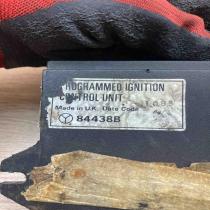 PROGRAMMED IGNITION
CONTROL UNIT
Made in U.K. Date Code
84438B